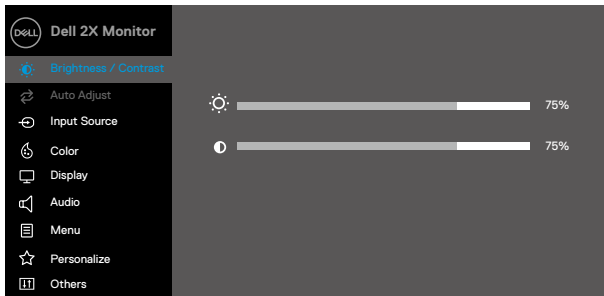 DELL Dell 2X Monitor
Brightness / Contrast
Auto Adjust
Input Source
Color
Display
Audio
Menu
Personalize
Others
75%
75%